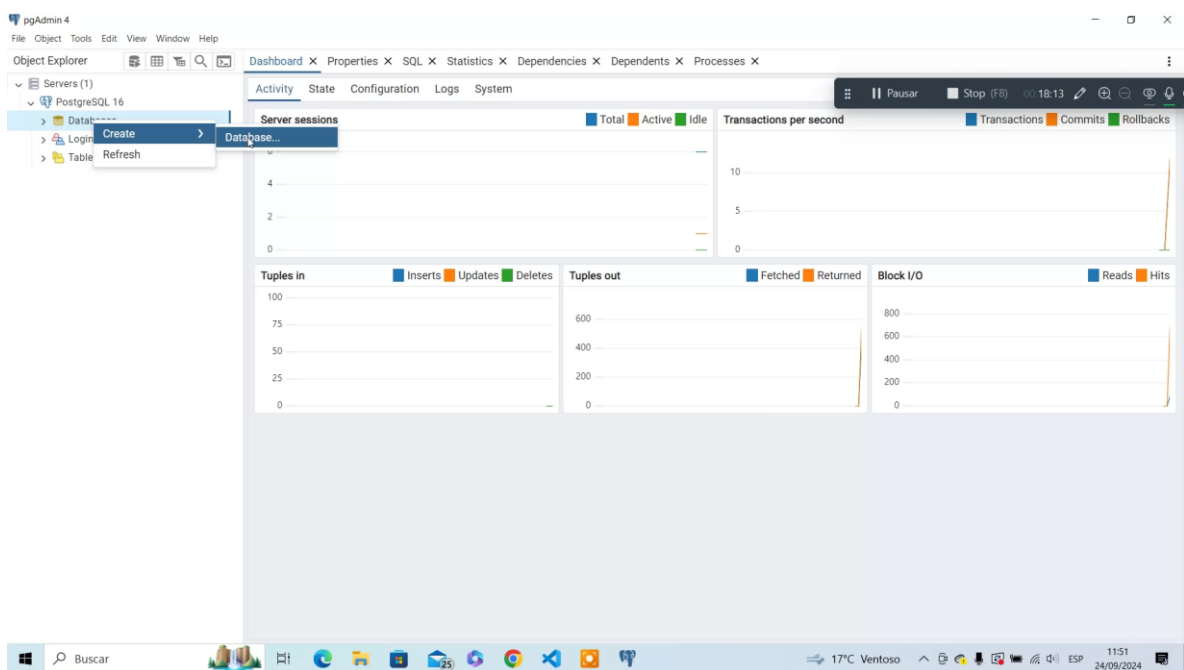 pgAdmin 4
File Object Tools Edit View Window Help
Object Explorer
Dashboard Properties SQL Statistics Dependencies Dependents Processes
Servers (1)
PostgreSQL 16
Login
Table
Create
Refresh
Database...
Activity State Configuration Logs System
Pausar Stop (F8) 00:18:13
Server sessions Total Active Idle
4
2
0
Transactions per second Transactions Commits Rollbacks
10
5
0
Tuples in Inserts Updates Deletes
100
75
50
25
0
Tuples out Fetched Returned
600
400
200
0
Block I/O Reads Hits
800
600
400
200
0
Buscar
25
17°C Ventoso
ESP
11:51
24/09/2024